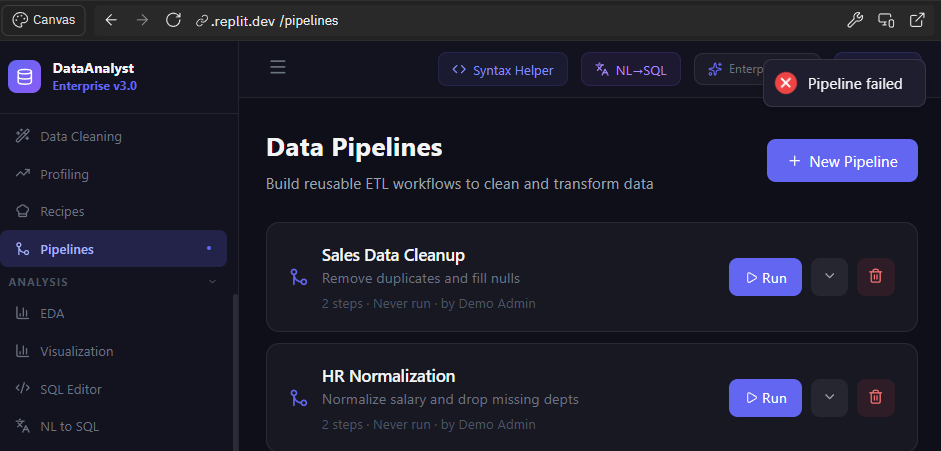 Canvas
.replit.dev /pipelines
DataAnalyst
Enterprise v3.0
Syntax Helper
NL→SQL
Enterp
Pipeline failed
Data Cleaning
Profiling
Recipes
Pipelines
ANALYSIS
EDA
Visualization
SQL Editor
NL to SQL
Data Pipelines
Build reusable ETL workflows to clean and transform data
+ New Pipeline
Sales Data Cleanup
Remove duplicates and fill nulls
2 steps · Never run · by Demo Admin
Run
HR Normalization
Normalize salary and drop missing depts
2 steps · Never run · by Demo Admin
Run